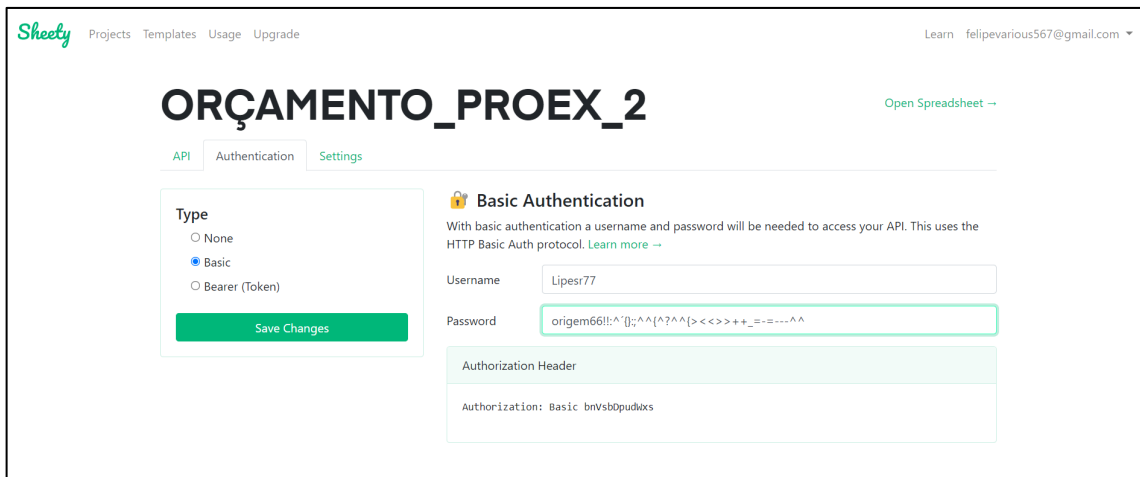 Sheety Projects Templates Usage Upgrade Learn felipevarious567@gmail.com
ORÇAMENTO_PROEX_2
Open Spreadsheet →
API Authentication Settings
Type
None
Basic
Bearer (Token)
Save Changes
Basic Authentication
With basic authentication a username and password will be needed to access your API. This uses the
HTTP Basic Auth protocol. Learn more →
Username Lipesr77
Password origem66!!:^´{};;^^{^?^^{><<>>++_=-=---^^
Authorization Header
Authorization: Basic bnVsbDpudWxs